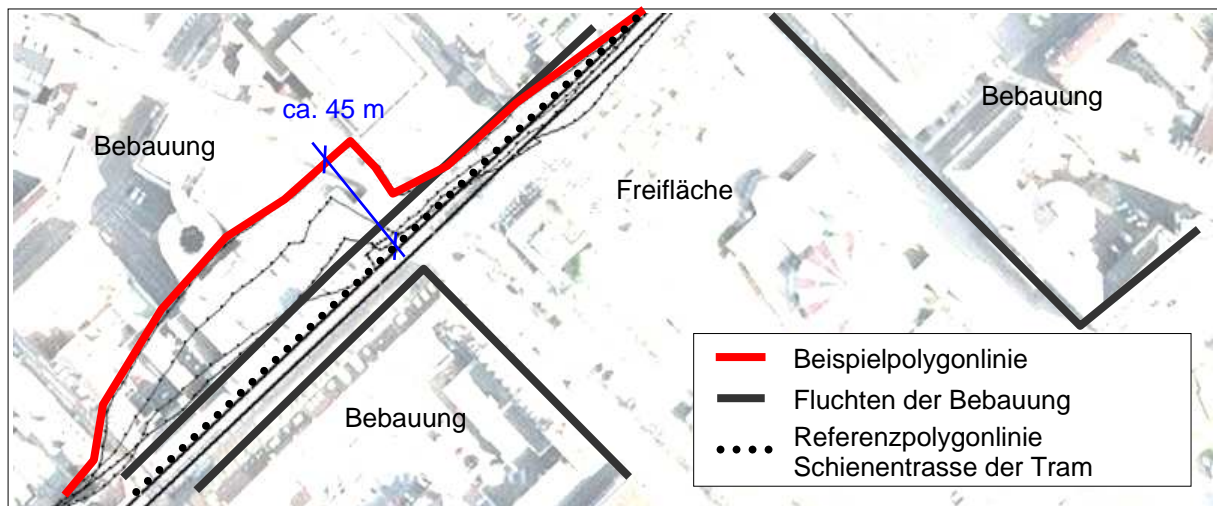 ca. 45 m
Bebauung
Bebauung
Freifläche
Bebauung
Beispielpolygonlinie
Fluchten der Bebauung
Referenzpolygonlinie
Schienentrasse der Tram